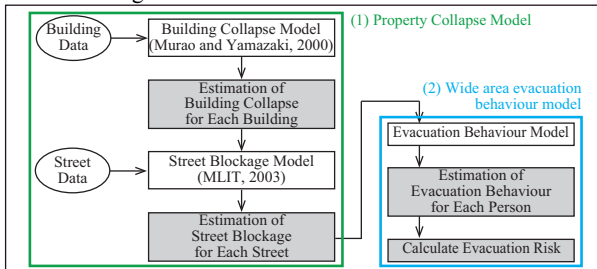 Building
Data
Building Collapse Model
(Murao and Yamazaki, 2000)
(1) Property Collapse Model
Estimation of
Building Collapse
for Each Building
(2) Wide area evacuation
behaviour model
Street
Data
Street Blockage Model
(MLIT, 2003)
Estimation of
Street Blockage
for Each Street
Evacuation Behaviour Model
Estimation of
Evacuation Behaviour
for Each Person
Calculate Evacuation Risk